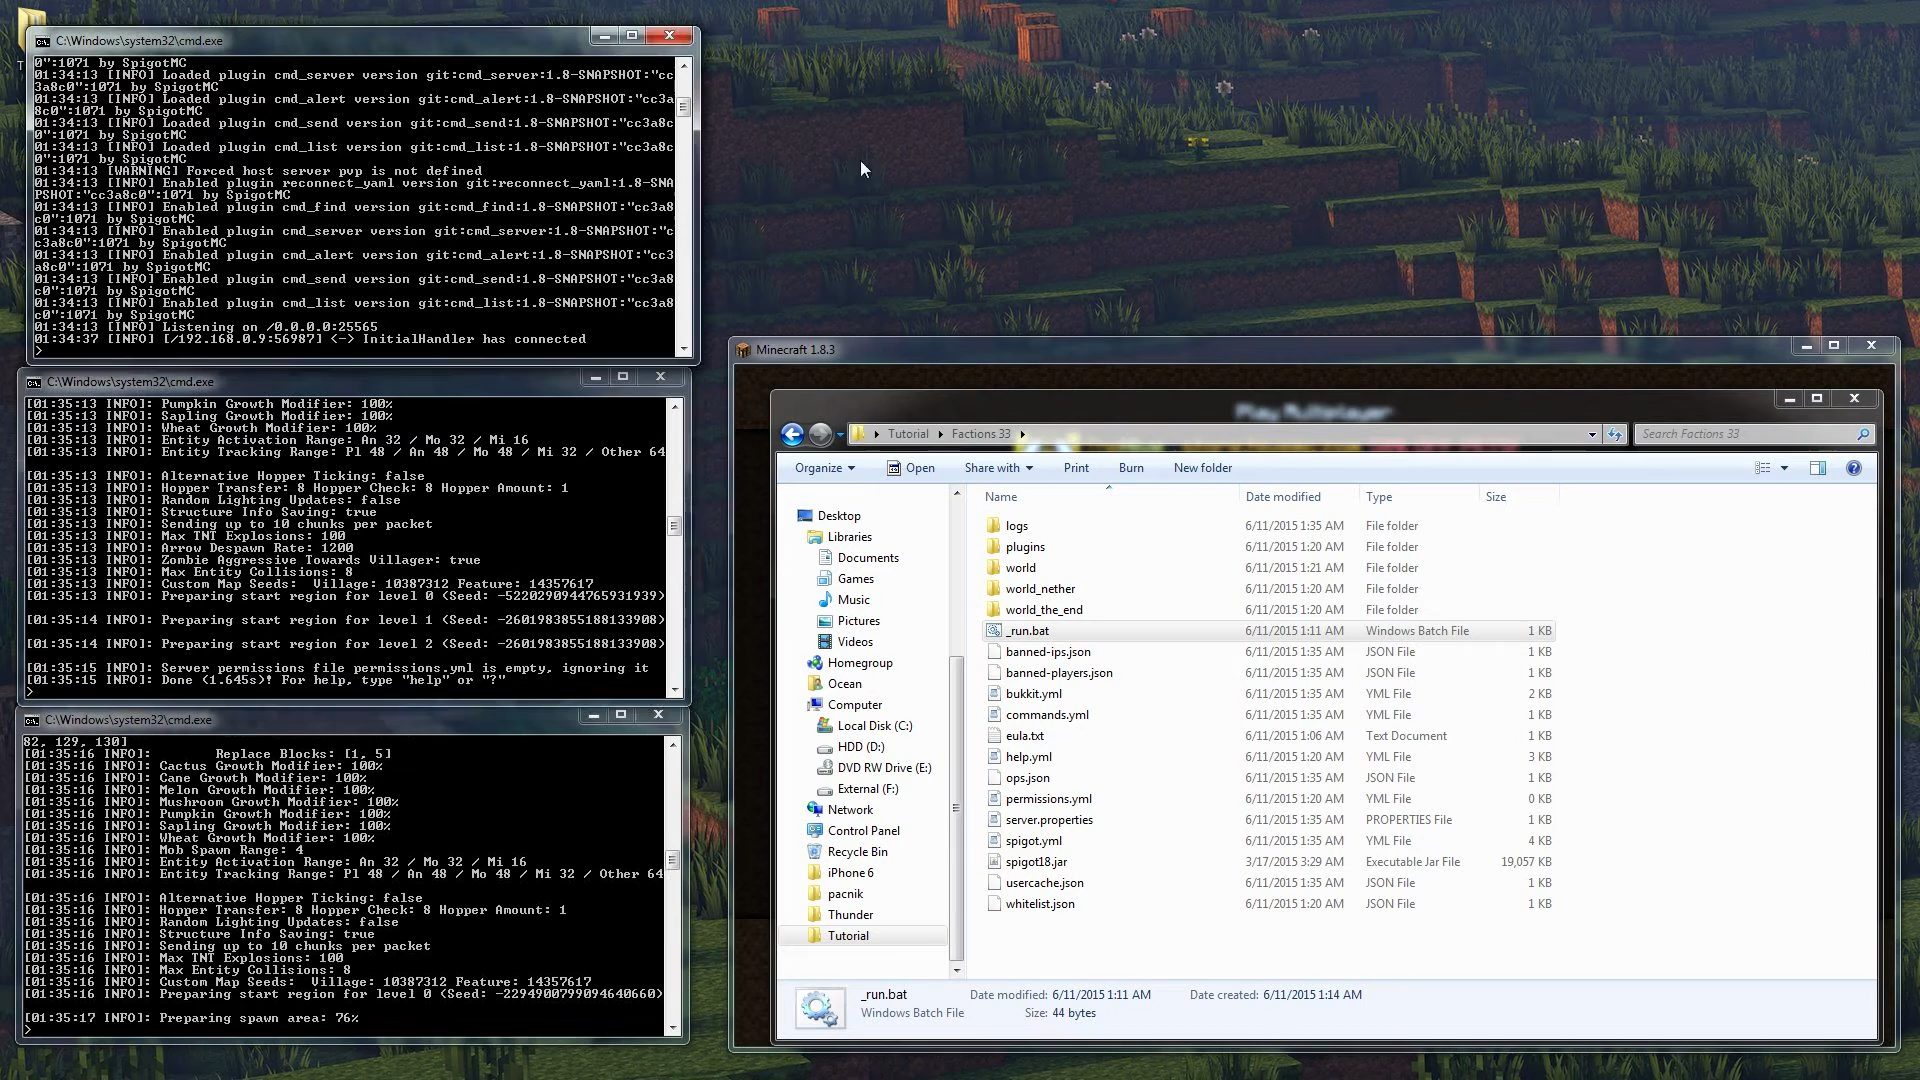 C:\Windows\system32\cmd.exe
0":1071 by SpigotMC
01:34:13 [INFO] Loaded plugin cmd_server version git:cmd_server:1.8-SNAPSHOT:"cc
3a8c0":1071 by SpigotMC
01:34:13 [INFO] Loaded plugin cmd_alert version git:cmd_alert:1.8-SNAPSHOT:"cc3a
8c0":1071 by SpigotMC
01:34:13 [INFO] Loaded plugin cmd_send version git:cmd_send:1.8-SNAPSHOT:"cc3a8c
0":1071 by SpigotMC
01:34:13 [INFO] Loaded plugin cmd_list version git:cmd_list:1.8-SNAPSHOT:"cc3a8c
0":1071 by SpigotMC
01:34:13 [WARNING] Forced host server pvp is not defined
01:34:13 [INFO] Enabled plugin reconnect_yaml version git:reconnect_yaml:1.8-SNA
PSHOT:"cc3a8c0":1071 by SpigotMC
01:34:13 [INFO] Enabled plugin cmd_find version git:cmd_find:1.8-SNAPSHOT:"cc3a8
c0":1071 by SpigotMC
01:34:13 [INFO] Enabled plugin cmd_server version git:cmd_server:1.8-SNAPSHOT:"c
c3a8c0":1071 by SpigotMC
01:34:13 [INFO] Enabled plugin cmd_alert version git:cmd_alert:1.8-SNAPSHOT:"cc3
a8c0":1071 by SpigotMC
01:34:13 [INFO] Enabled plugin cmd_send version git:cmd_send:1.8-SNAPSHOT:"cc3a8
c0":1071 by SpigotMC
01:34:13 [INFO] Enabled plugin cmd_list version git:cmd_list:1.8-SNAPSHOT:"cc3a8
c0":1071 by SpigotMC
01:34:13 [INFO] Listening on /0.0.0.0:25565
01:34:37 [INFO] [/192.168.0.9:56987] <-> InitialHandler has connected
>
C:\Windows\system32\cmd.exe
[01:35:13 INFO]: Pumpkin Growth Modifier: 100%
[01:35:13 INFO]: Sapling Growth Modifier: 100%
[01:35:13 INFO]: Wheat Growth Modifier: 100%
[01:35:13 INFO]: Entity Activation Range: An 32 / Mo 32 / Mi 16
[01:35:13 INFO]: Entity Tracking Range: Pl 48 / An 48 / Mo 48 / Mi 32 / Other 64
[01:35:13 INFO]: Alternative Hopper Ticking: false
[01:35:13 INFO]: Hopper Transfer: 8 Hopper Check: 8 Hopper Amount: 1
[01:35:13 INFO]: Random Lighting Updates: false
[01:35:13 INFO]: Structure Info Saving: true
[01:35:13 INFO]: Sending up to 10 chunks per packet
[01:35:13 INFO]: Max TNT Explosions: 100
[01:35:13 INFO]: Arrow Despawn Rate: 1200
[01:35:13 INFO]: Zombie Aggressive Towards Villager: true
[01:35:13 INFO]: Max Entity Collisions: 8
[01:35:13 INFO]: Custom Map Seeds:  Village: 10387312 Feature: 14357617
[01:35:13 INFO]: Preparing start region for level 0 (Seed: -5220290944765931939)
[01:35:14 INFO]: Preparing start region for level 1 (Seed: -2601983855188133908)
[01:35:14 INFO]: Preparing start region for level 2 (Seed: -2601983855188133908)
[01:35:15 INFO]: Server permissions file permissions.yml is empty, ignoring it
[01:35:15 INFO]: Done (1.645s)! For help, type "help" or "?"
>
C:\Windows\system32\cmd.exe
82, 129, 130]
[01:35:16 INFO]:        Replace Blocks: [1, 5]
[01:35:16 INFO]: Cactus Growth Modifier: 100%
[01:35:16 INFO]: Cane Growth Modifier: 100%
[01:35:16 INFO]: Melon Growth Modifier: 100%
[01:35:16 INFO]: Mushroom Growth Modifier: 100%
[01:35:16 INFO]: Pumpkin Growth Modifier: 100%
[01:35:16 INFO]: Sapling Growth Modifier: 100%
[01:35:16 INFO]: Wheat Growth Modifier: 100%
[01:35:16 INFO]: Mob Spawn Range: 4
[01:35:16 INFO]: Entity Activation Range: An 32 / Mo 32 / Mi 16
[01:35:16 INFO]: Entity Tracking Range: Pl 48 / An 48 / Mo 48 / Mi 32 / Other 64
[01:35:16 INFO]: Alternative Hopper Ticking: false
[01:35:16 INFO]: Hopper Transfer: 8 Hopper Check: 8 Hopper Amount: 1
[01:35:16 INFO]: Random Lighting Updates: false
[01:35:16 INFO]: Structure Info Saving: true
[01:35:16 INFO]: Sending up to 10 chunks per packet
[01:35:16 INFO]: Max TNT Explosions: 100
[01:35:16 INFO]: Max Entity Collisions: 8
[01:35:16 INFO]: Custom Map Seeds:  Village: 10387312 Feature: 14357617
[01:35:16 INFO]: Preparing start region for level 0 (Seed: -2294900799094640660)
[01:35:17 INFO]: Preparing spawn area: 76%
>
Minecraft 1.8.3
Play Multiplayer
Tutorial Factions 33
Search Factions 33
Organize Open Share with Print Burn New folder
Desktop
Libraries
Documents
Games
Music
Pictures
Videos
Homegroup
Ocean
Computer
Local Disk (C:)
HDD (D:)
DVD RW Drive (E:)
External (F:)
Network
Control Panel
Recycle Bin
iPhone 6
pacnik
Thunder
Tutorial
Name Date modified Type Size
logs 6/11/2015 1:35 AM File folder
plugins 6/11/2015 1:20 AM File folder
world 6/11/2015 1:21 AM File folder
world_nether 6/11/2015 1:20 AM File folder
world_the_end 6/11/2015 1:20 AM File folder
_run.bat 6/11/2015 1:11 AM Windows Batch File 1 KB
banned-ips.json 6/11/2015 1:35 AM JSON File 1 KB
banned-players.json 6/11/2015 1:35 AM JSON File 1 KB
bukkit.yml 6/11/2015 1:35 AM YML File 2 KB
commands.yml 6/11/2015 1:35 AM YML File 1 KB
eula.txt 6/11/2015 1:06 AM Text Document 1 KB
help.yml 6/11/2015 1:20 AM YML File 3 KB
ops.json 6/11/2015 1:35 AM JSON File 1 KB
permissions.yml 6/11/2015 1:20 AM YML File 0 KB
server.properties 6/11/2015 1:35 AM PROPERTIES File 1 KB
spigot.yml 6/11/2015 1:35 AM YML File 4 KB
spigot18.jar 3/17/2015 3:29 AM Executable Jar File 19,057 KB
usercache.json 6/11/2015 1:35 AM JSON File 1 KB
whitelist.json 6/11/2015 1:20 AM JSON File 1 KB
_run.bat Date modified: 6/11/2015 1:11 AM Date created: 6/11/2015 1:14 AM
Windows Batch File Size: 44 bytes